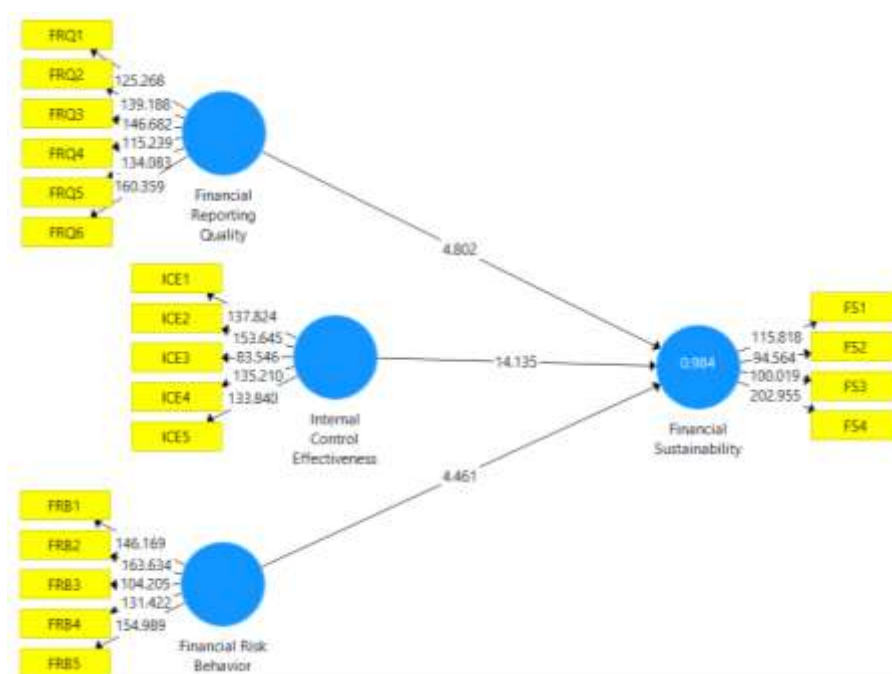 FRQ1
FRQ2
FRQ3
FRQ4
FRQ5
FRQ6
125.268
139.188
146.682
115.239
134.083
160.359
Financial
Reporting
Quality
4.802
ICE1
ICE2
ICE3
ICE4
ICE5
137.824
153.645
83.546
135.210
133.840
Internal
Control
Effectiveness
14.135
FRB1
FRB2
FRB3
FRB4
FRB5
146.169
163.634
104.205
131.422
154.989
Financial Risk
Behavior
4.461
0.984
Financial
Sustainability
115.818
94.564
100.019
202.955
FS1
FS2
FS3
FS4